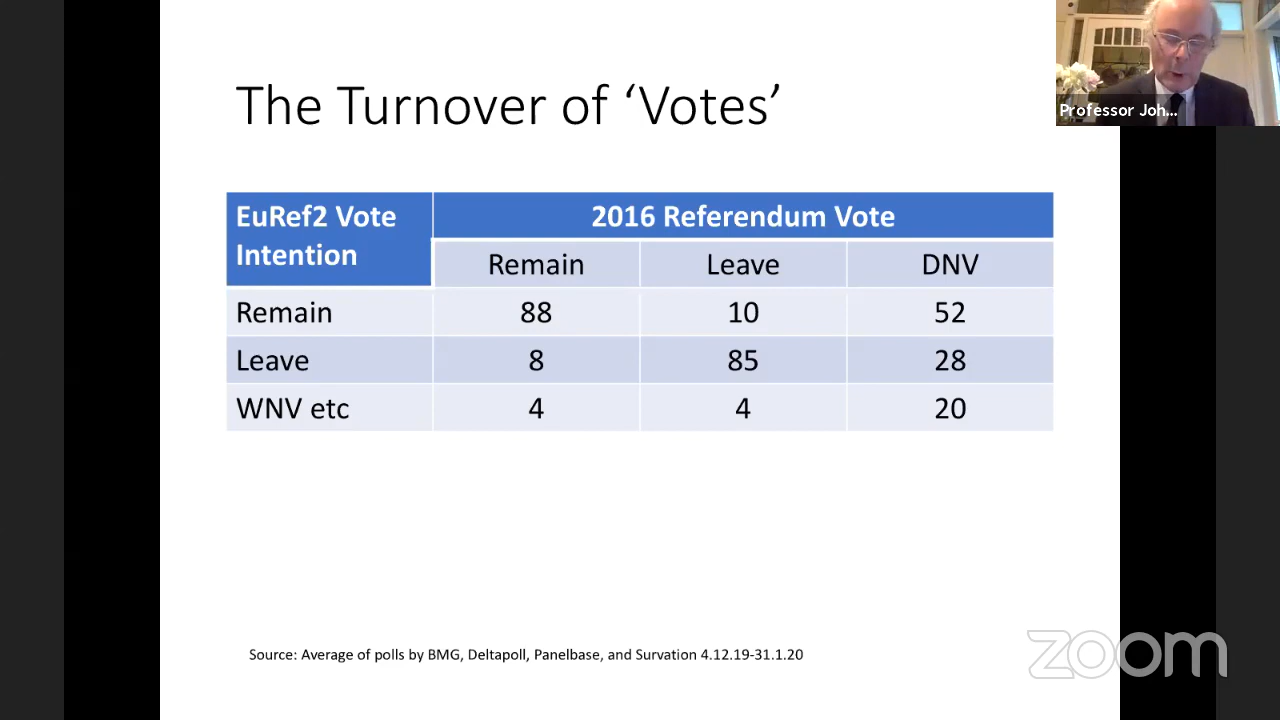 The Turnover of ‘Votes’
Professor Joh...
EuRef2 Vote Intention 2016 Referendum Vote
Remain Leave DNV
Remain 88 10 52
Leave 8 85 28
WNV etc 4 4 20
Source: Average of polls by BMG, Deltapoll, Panelbase, and Survation 4.12.19-31.1.20
zoom